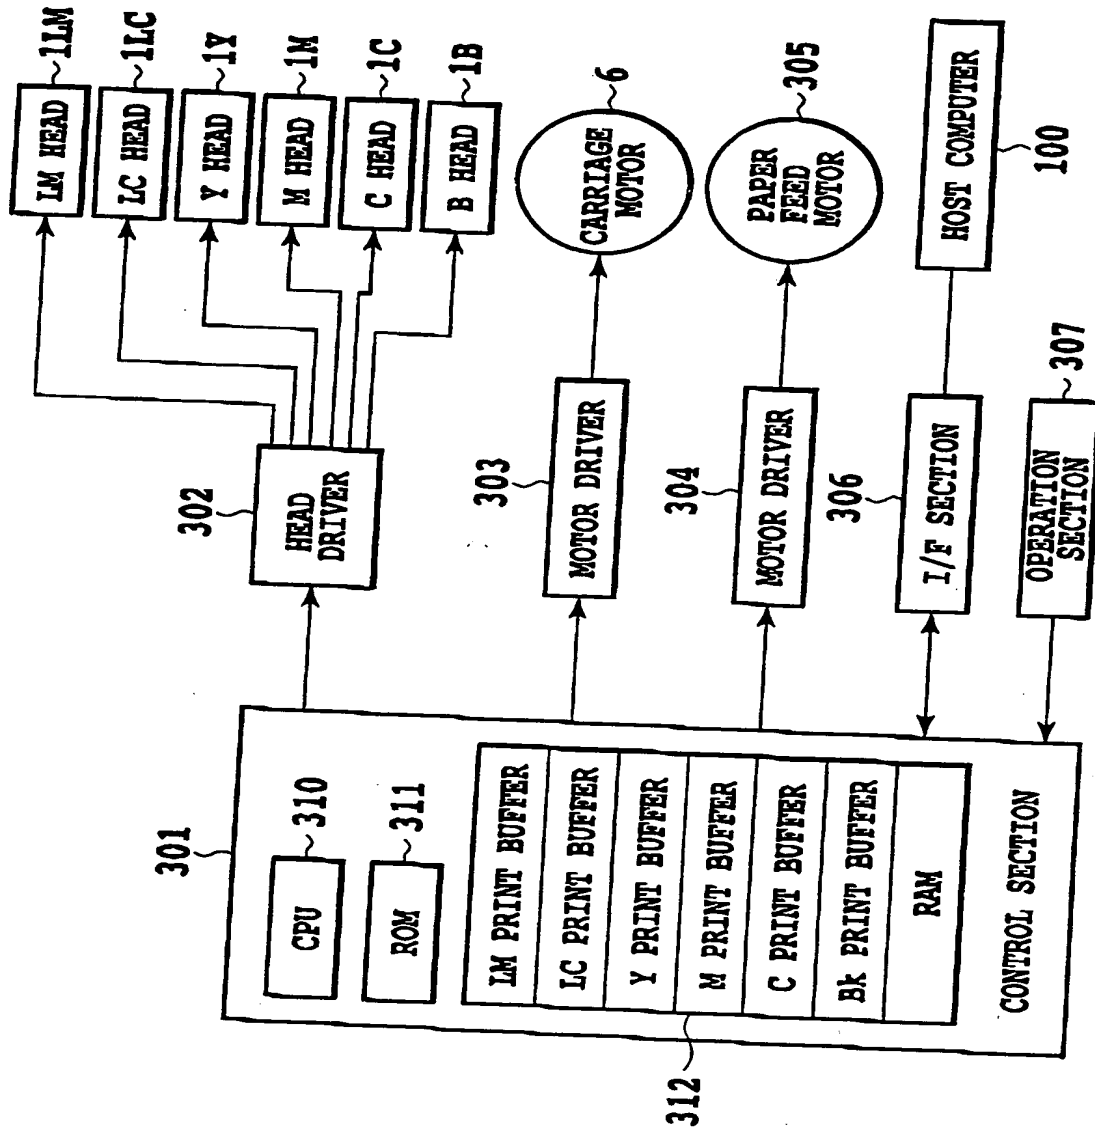 301
CPU
310
ROM
311
LM PRINT BUFFER
LC PRINT BUFFER
Y PRINT BUFFER
M PRINT BUFFER
C PRINT BUFFER
Bk PRINT BUFFER
RAM
312
CONTROL SECTION
302
HEAD
DRIVER
303
MOTOR DRIVER
304
MOTOR DRIVER
306
I/F SECTION
OPERATION
SECTION
307
LM HEAD
1LM
LC HEAD
1LC
Y HEAD
1Y
M HEAD
1M
C HEAD
1C
B HEAD
1B
CARRIAGE
MOTOR
6
PAPER
FEED
MOTOR
305
HOST COMPUTER
100